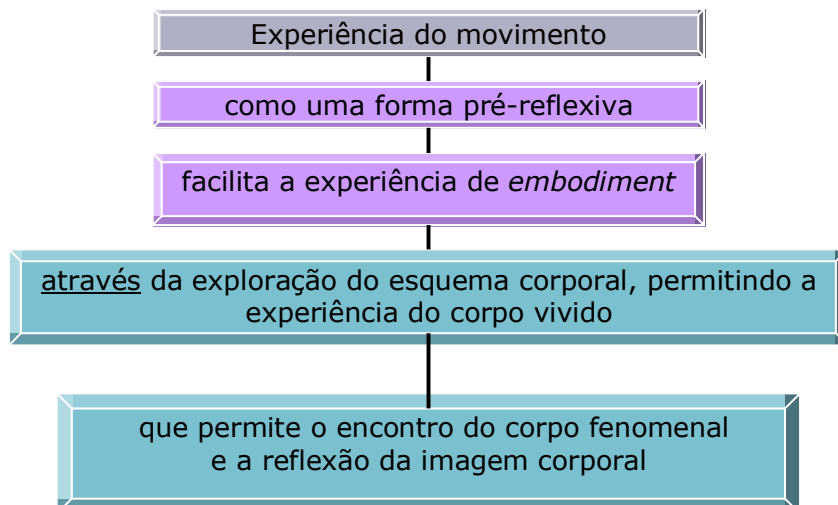 Experiência do movimento
como uma forma pré-reflexiva
facilita a experiência de embodiment
através da exploração do esquema corporal, permitindo a
experiência do corpo vivido
que permite o encontro do corpo fenomenal
e a reflexão da imagem corporal